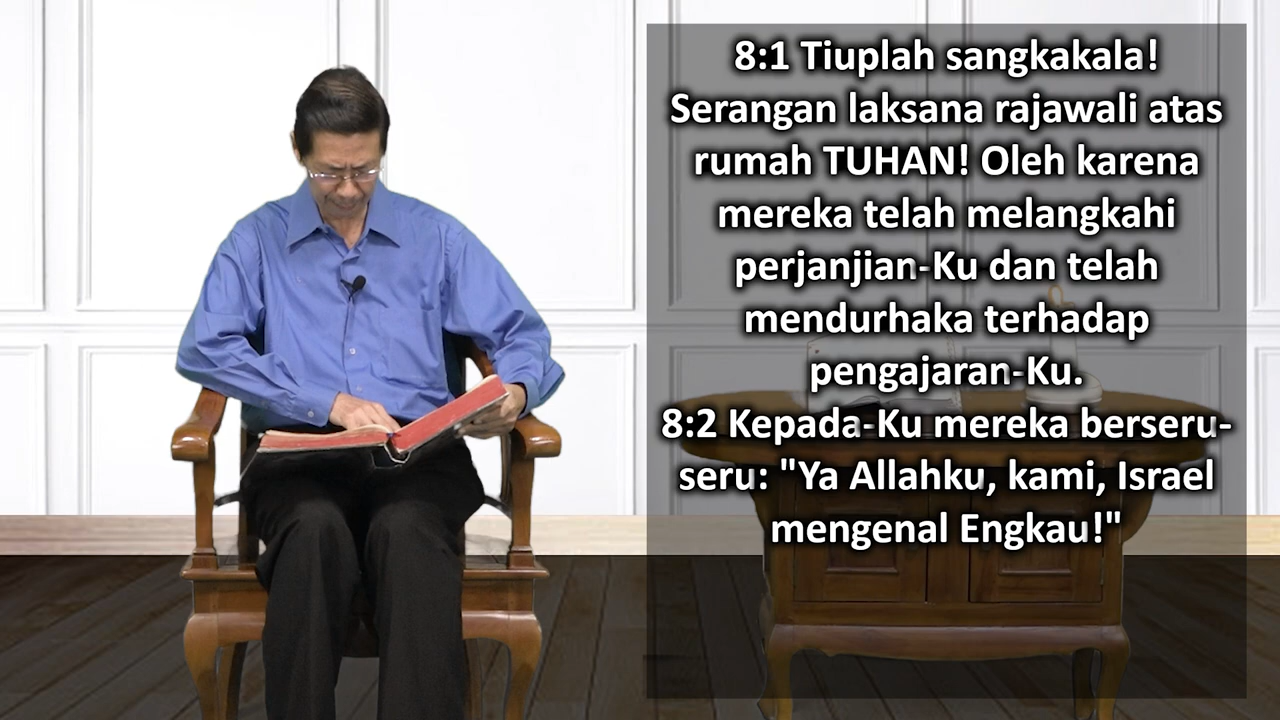 8:1 Tiuplah sangkakala!
Serangan laksana rajawali atas
rumah TUHAN! Oleh karena
mereka telah melangkahi
perjanjian-Ku dan telah
mendurhaka terhadap
pengajaran-Ku.
8:2 Kepada-Ku mereka berseru-
seru: "Ya Allahku, kami, Israel
mengenal Engkau!"